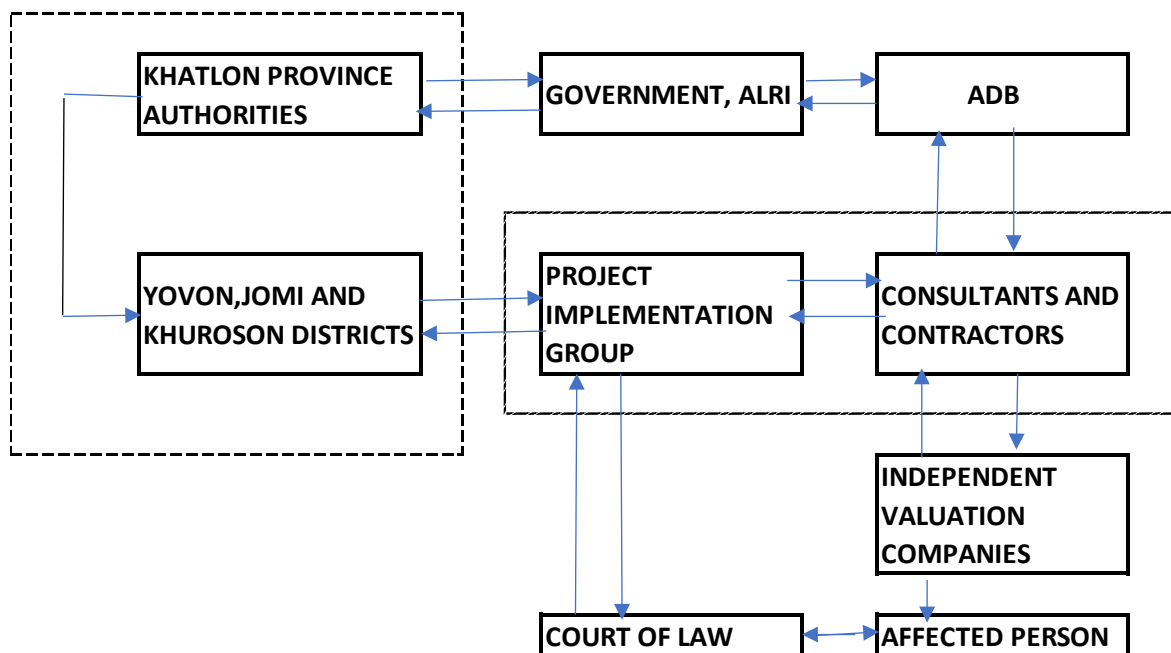 KHATLON PROVINCE
AUTHORITIES
GOVERNMENT, ALRI
ADB
YOVON,JOMI AND
KHUROSON DISTRICTS
PROJECT
IMPLEMENTATION
GROUP
CONSULTANTS AND
CONTRACTORS
INDEPENDENT
VALUATION
COMPANIES
COURT OF LAW
AFFECTED PERSON